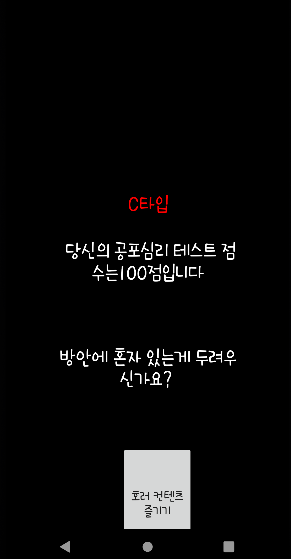 C타입
당신의 공포심리 테스트 점
수는100점입니다
방안에 혼자 있는게 두려우
신가요?
호러 컨텐츠
즐기기